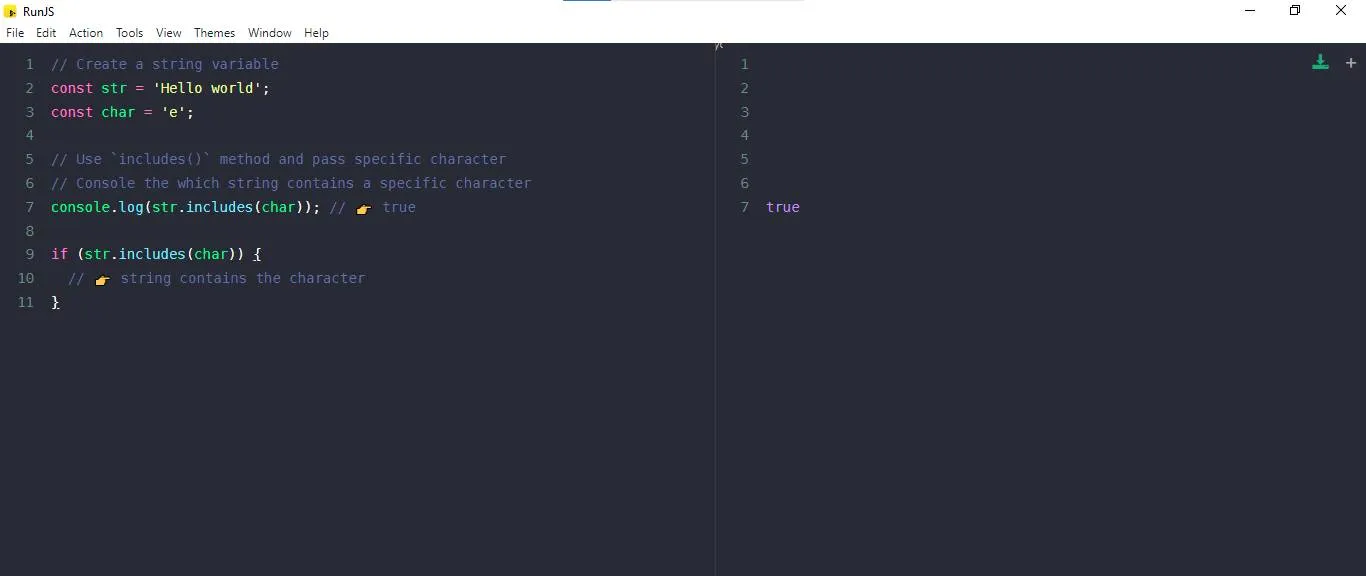 RunJS
File Edit Action Tools View Themes Window Help
1 // Create a string variable
2 const str = 'Hello world';
3 const char = 'e';
4
5 // Use `includes()` method and pass specific character
6 // Console the which string contains a specific character
7 console.log(str.includes(char)); // 👉 true
8
9 if (str.includes(char)) {
10 // 👉 string contains the character
11 }
1
2
3
4
5
6
7 true